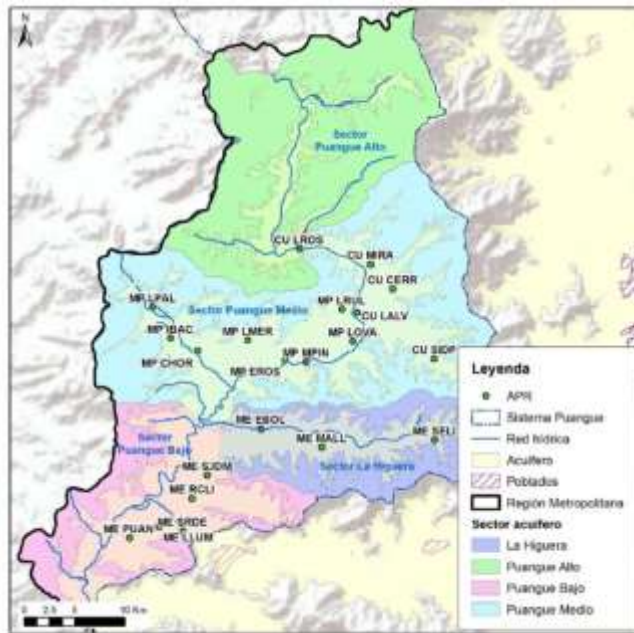 N
Sector
Puangue Alto
CU LROS
CU MIRA
CU CERR
MP LPAL
Sector Puangue Medio
MP LRUL
CU LALV
MP IBAC
MP LMER
MP LOVA
MP CHOR
MP MPIN
CU SIDP
MP EROS
Sector
Puangue Bajo
ME EBOL
ME MALL
ME SFLI
Sector La Higuera
ME SJDM
ME RCLI
ME PUAN
ME SRDE
ME LLUM
0 2.5 5 10 Km
Leyenda
APR
Sistema Puangue
Red hídrica
Acuífero
Poblados
Región Metropolitana
Sector acuífero
La Higuera
Puangue Alto
Puangue Bajo
Puangue Medio